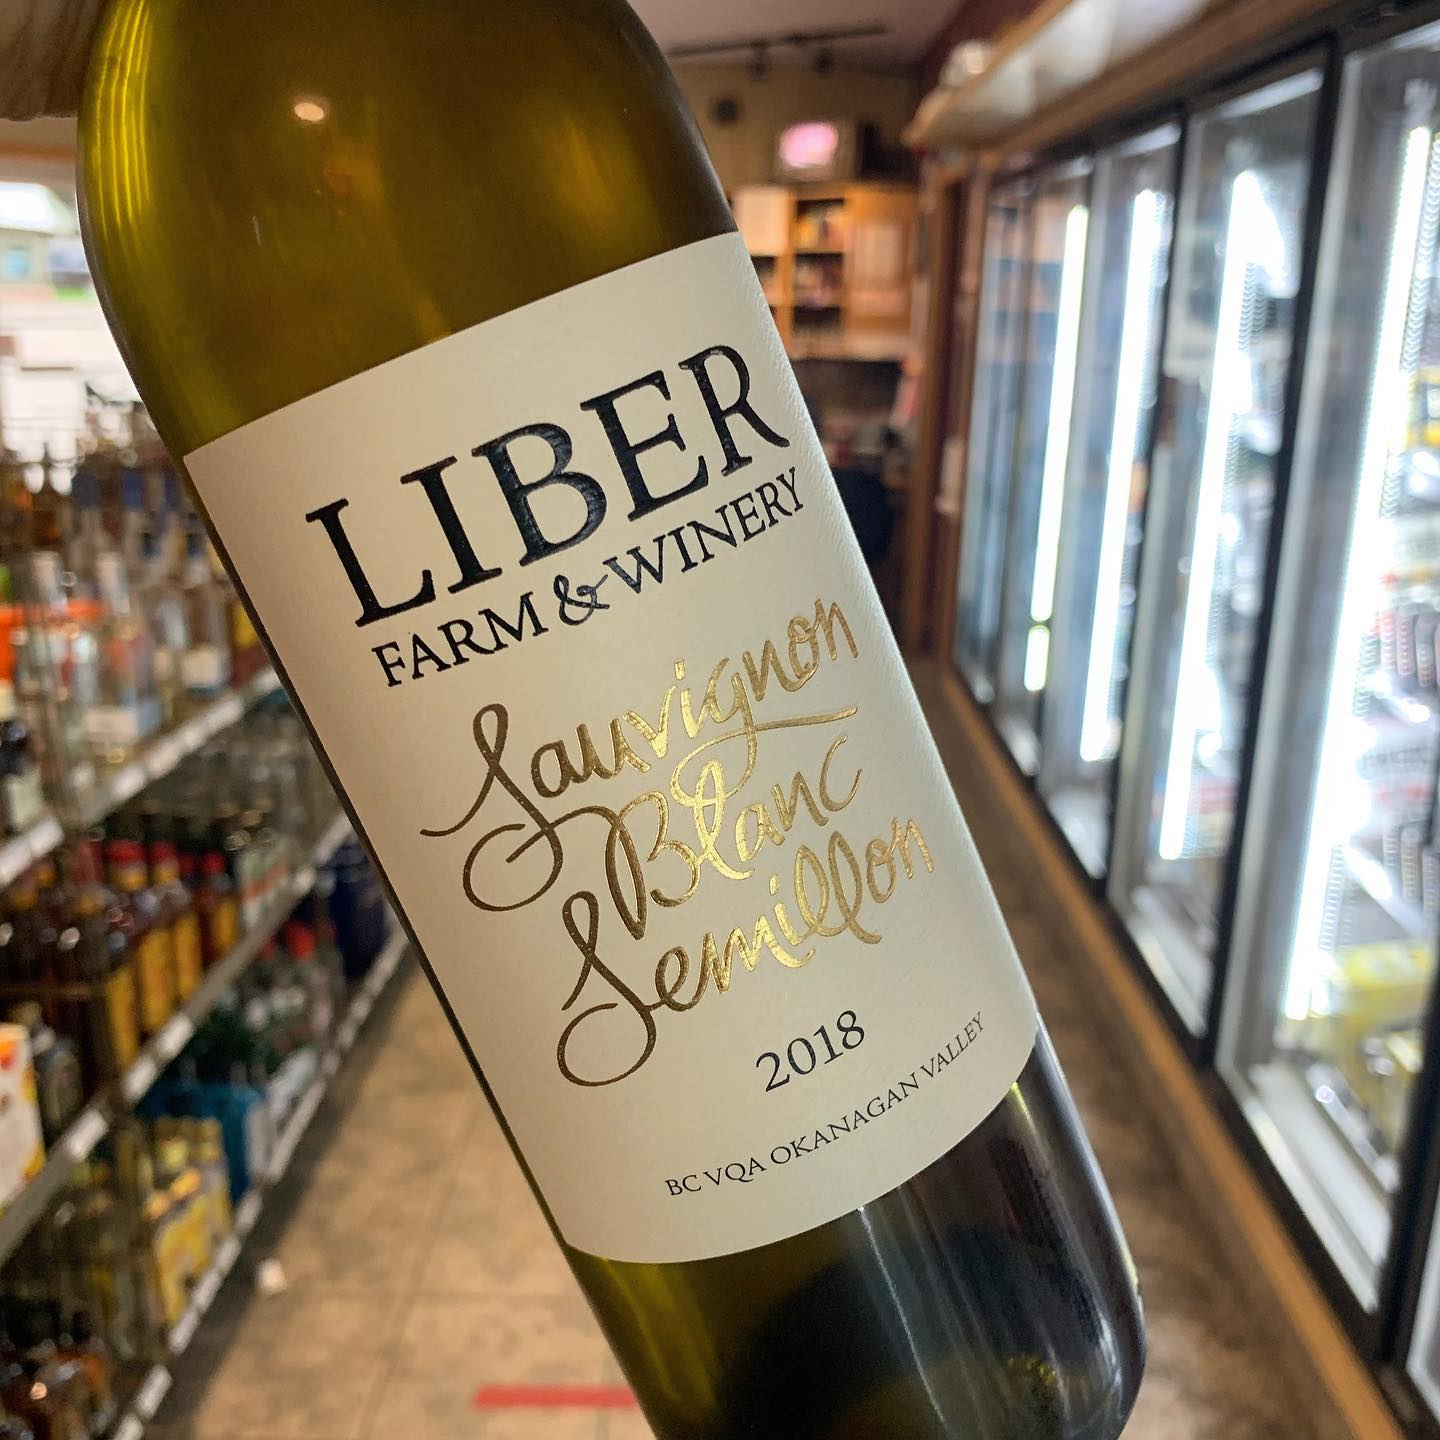 LIBER
FARM & WINERY
Sauvignon
Blanc
Semillon
2018
BC VQA OKANAGAN VALLEY